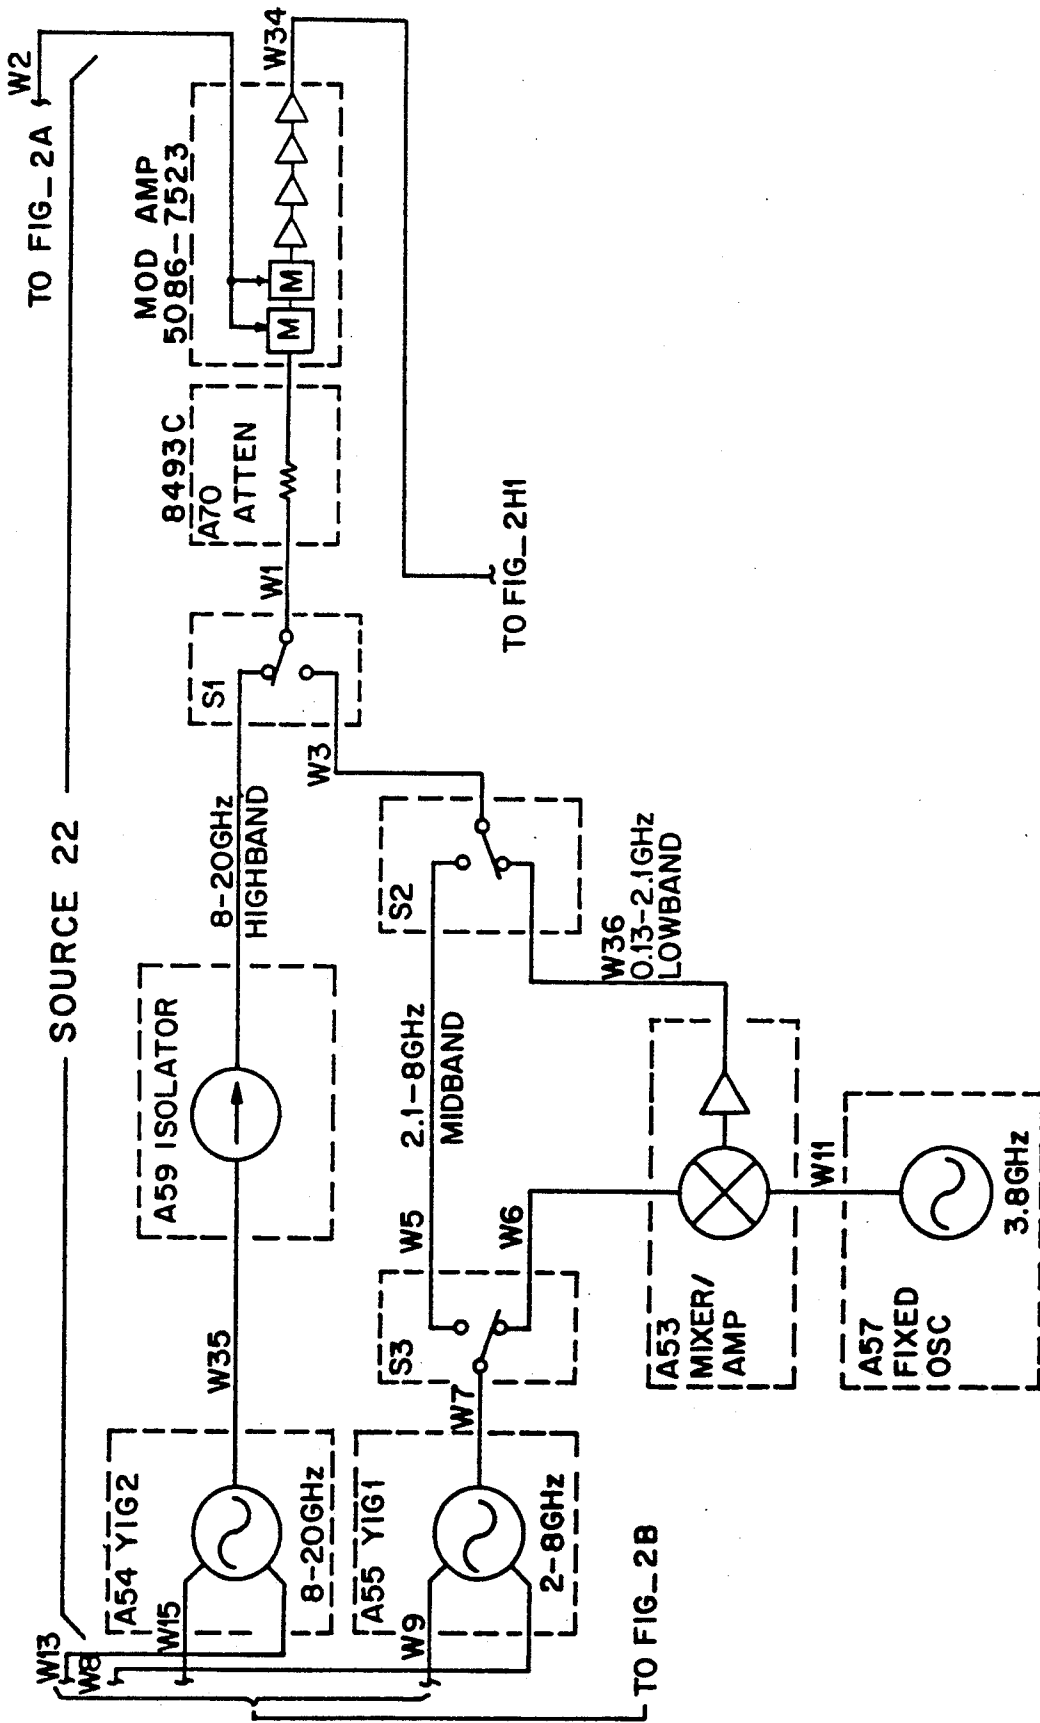 SOURCE 22
TO FIG_2A
W2
W13
W8
W15
A54 YIG2
8-20GHz
W35
A59 ISOLATOR
8-20GHz
HIGHBAND
S1
W1
8493C
A70
ATTEN
MOD AMP
5086-7523
M
M
W34
W9
A55 YIG1
2-8GHz
W7
S3
W5
W6
2.1-8GHz
MIDBAND
S2
W3
W36
0.13-2.1GHz
LOWBAND
TO FIG_2H1
A53
MIXER/
AMP
W11
A57
FIXED
OSC
3.8GHz
TO FIG_2B